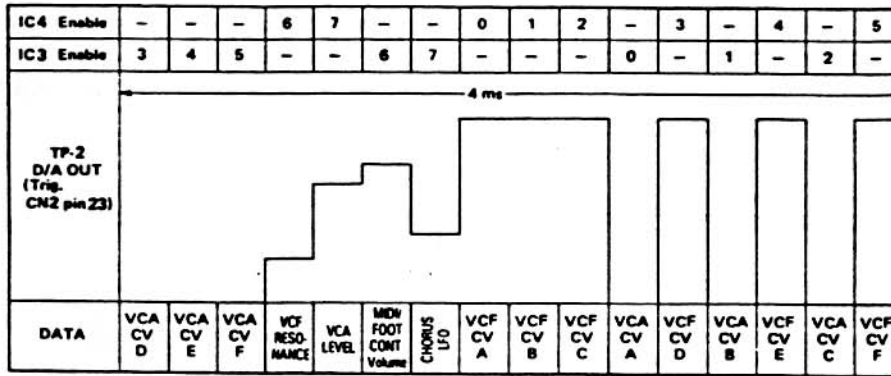 IC4 Enable – – – 6 7 – – 0 1 2 – 3 – 4 – 5
IC3 Enable 3 4 5 – – 6 7 – – – 0 – 1 – 2 –
4 ms
TP-2
D/A OUT
(Trig.
CN2 pin 23)
DATA
VCA CV D
VCA CV E
VCA CV F
VCF RESO-NANCE
VCA LEVEL
MIDI/ FOOT CONT Volume
CHORUS LFO
VCF CV A
VCF CV B
VCF CV C
VCA CV A
VCF CV D
VCA CV B
VCF CV E
VCA CV C
VCF CV F